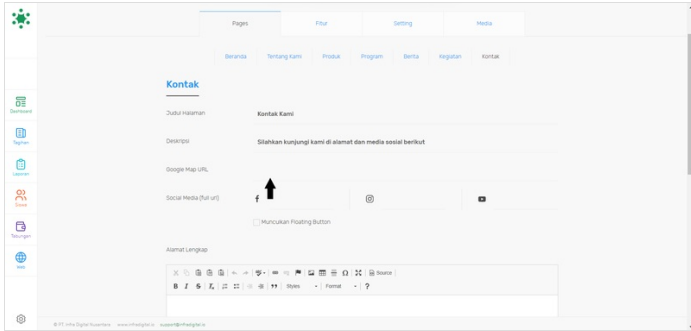 Pages Fitur Setting Media
Beranda Tentang Kami Produk Program Berita Kegiatan Kontak
Kontak
Judul Halaman Kontak Kami
Deskripsi Silahkan kunjungi kami di alamat dan media sosial berikut
Google Map URL
Social Media (full url)
Munculkan Floating Button
Alamat Lengkap
Source
B I S Styles Format ?
Dashboard
Tagihan
Laporan
Siswa
Tabungan
Web
© PT. Infra Digital Nusantara www.infradigital.io support@infradigital.io